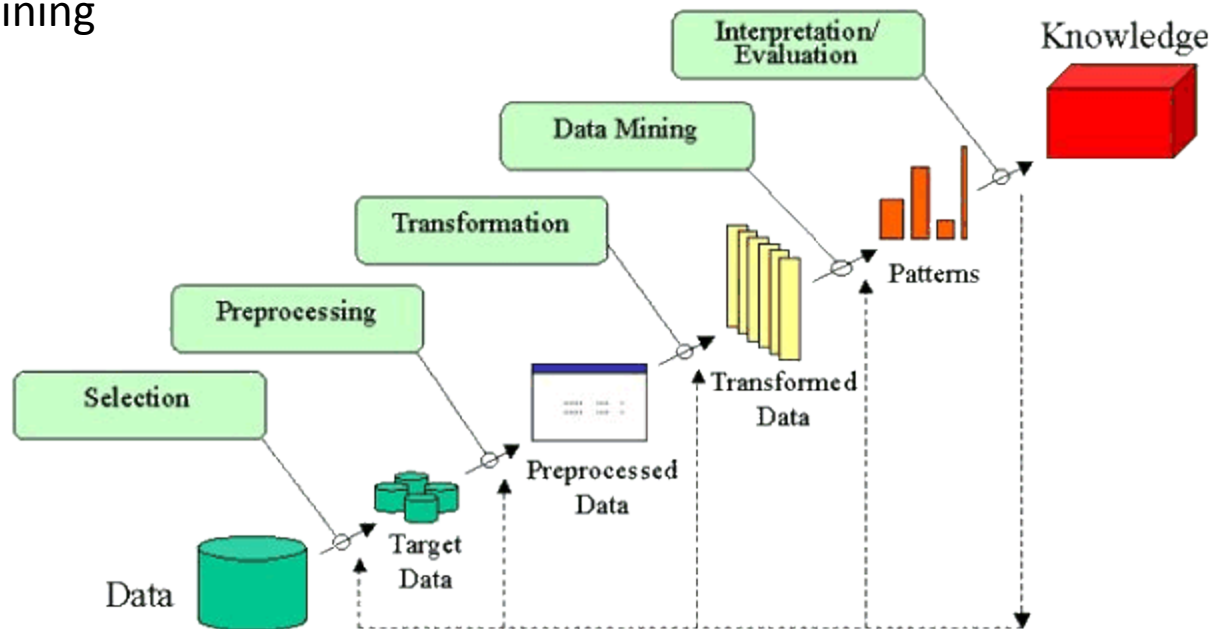 ining
Interpretation/
Evaluation
Knowledge
Data Mining
Transformation
Patterns
Preprocessing
Transformed
Data
Selection
Preprocessed
Data
Target
Data
Data